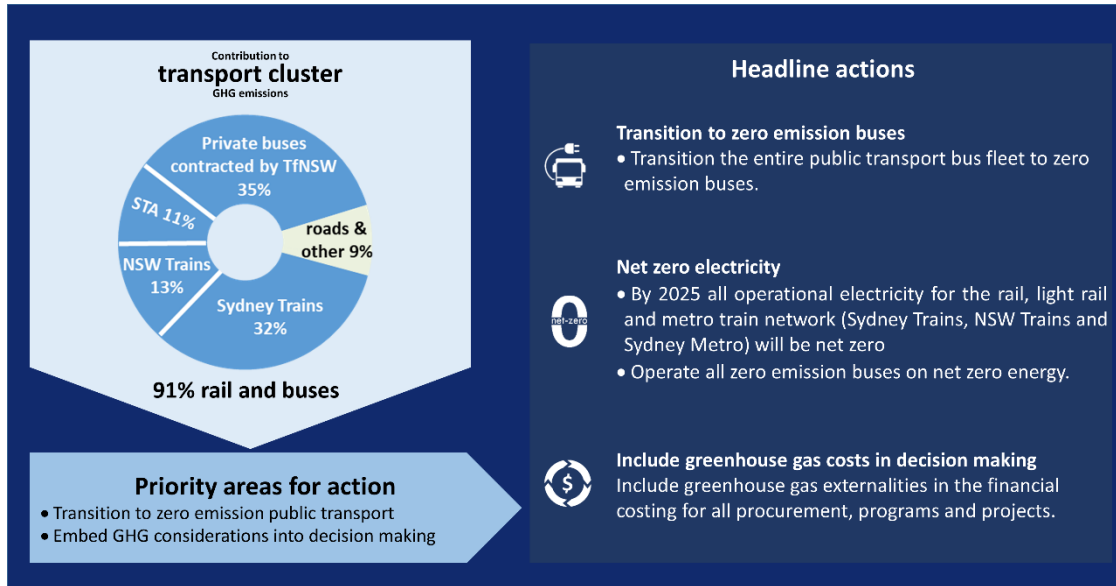 Contribution to
transport cluster
GHG emissions
Private buses
contracted by TfNSW
35%
STA 11%
roads &
other 9%
NSW Trains
13%
Sydney Trains
32%
91% rail and buses
Priority areas for action
• Transition to zero emission public transport
• Embed GHG considerations into decision making
Headline actions
Transition to zero emission buses
• Transition the entire public transport bus fleet to zero
emission buses.
Net zero electricity
net-zero
• By 2025 all operational electricity for the rail, light rail
and metro train network (Sydney Trains, NSW Trains and
Sydney Metro) will be net zero
• Operate all zero emission buses on net zero energy.
$
Include greenhouse gas costs in decision making
Include greenhouse gas externalities in the financial
costing for all procurement, programs and projects.